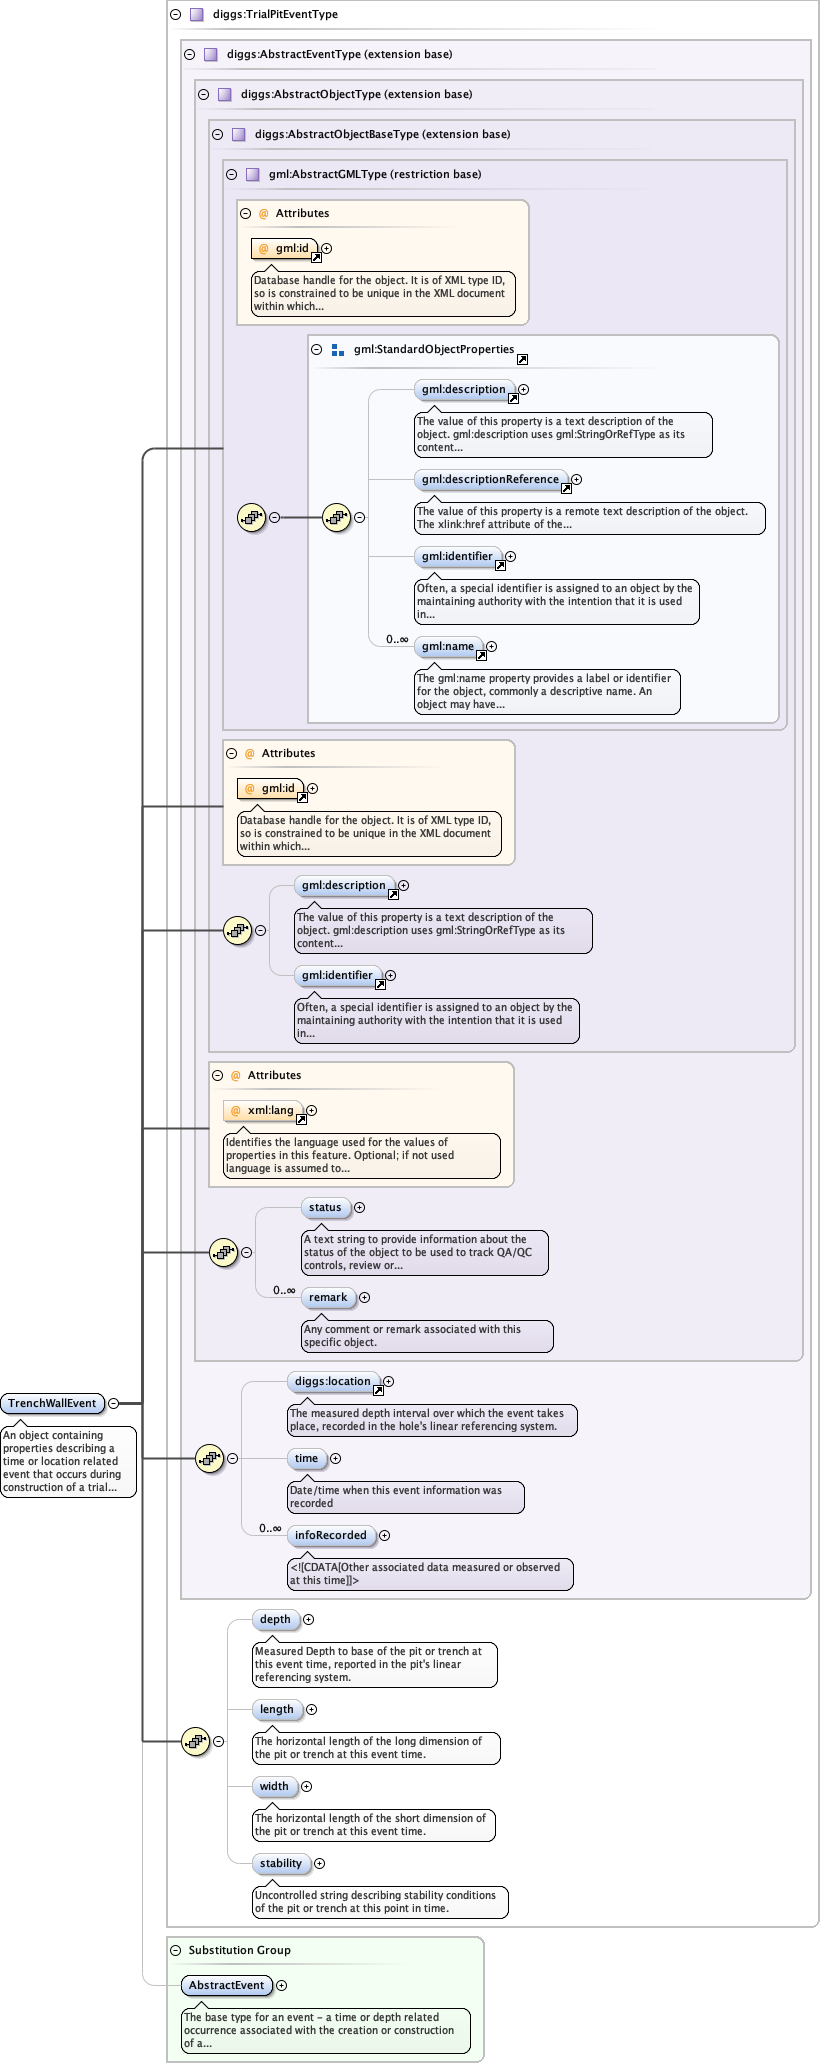 diggs:TrialPitEventType
diggs:AbstractEventType (extension base)
diggs:AbstractObjectType (extension base)
diggs:AbstractObjectBaseType (extension base)
gml:AbstractGMLType (restriction base)
@ Attributes
@ gml:id
Database handle for the object. It is of XML type ID,
so is constrained to be unique in the XML document
within which...
gml:StandardObjectProperties
gml:description
The value of this property is a text description of the
object. gml:description uses gml:StringOrRefType as its
content...
gml:descriptionReference
The value of this property is a remote text description of the object.
The xlink:href attribute of the...
gml:identifier
Often, a special identifier is assigned to an object by the
maintaining authority with the intention that it is used
in...
0..∞
gml:name
The gml:name property provides a label or identifier
for the object, commonly a descriptive name. An
object may have...
@ Attributes
@ gml:id
Database handle for the object. It is of XML type ID,
so is constrained to be unique in the XML document
within which...
gml:description
The value of this property is a text description of the
object. gml:description uses gml:StringOrRefType as its
content...
gml:identifier
Often, a special identifier is assigned to an object by the
maintaining authority with the intention that it is used
in...
@ Attributes
@ xml:lang
Identifies the language used for the values of
properties in this feature. Optional; if not used
language is assumed to...
status
A text string to provide information about the
status of the object to be used to track QA/QC
controls, review or...
0..∞
remark
Any comment or remark associated with this
specific object.
TrenchWallEvent
An object containing
properties describing a
time or location related
event that occurs during
construction of a trial...
diggs:location
The measured depth interval over which the event takes
place, recorded in the hole's linear referencing system.
time
Date/time when this event information was
recorded
0..∞
infoRecorded
<![CDATA[Other associated data measured or observed
at this time]]>
depth
Measured Depth to base of the pit or trench at
this event time, reported in the pit's linear
referencing system.
length
The horizontal length of the long dimension of
the pit or trench at this event time.
width
The horizontal length of the short dimension of
the pit or trench at this event time.
stability
Uncontrolled string describing stability conditions
of the pit or trench at this point in time.
Substitution Group
AbstractEvent
The base type for an event - a time or depth related
occurrence associated with the creation or construction
of a...